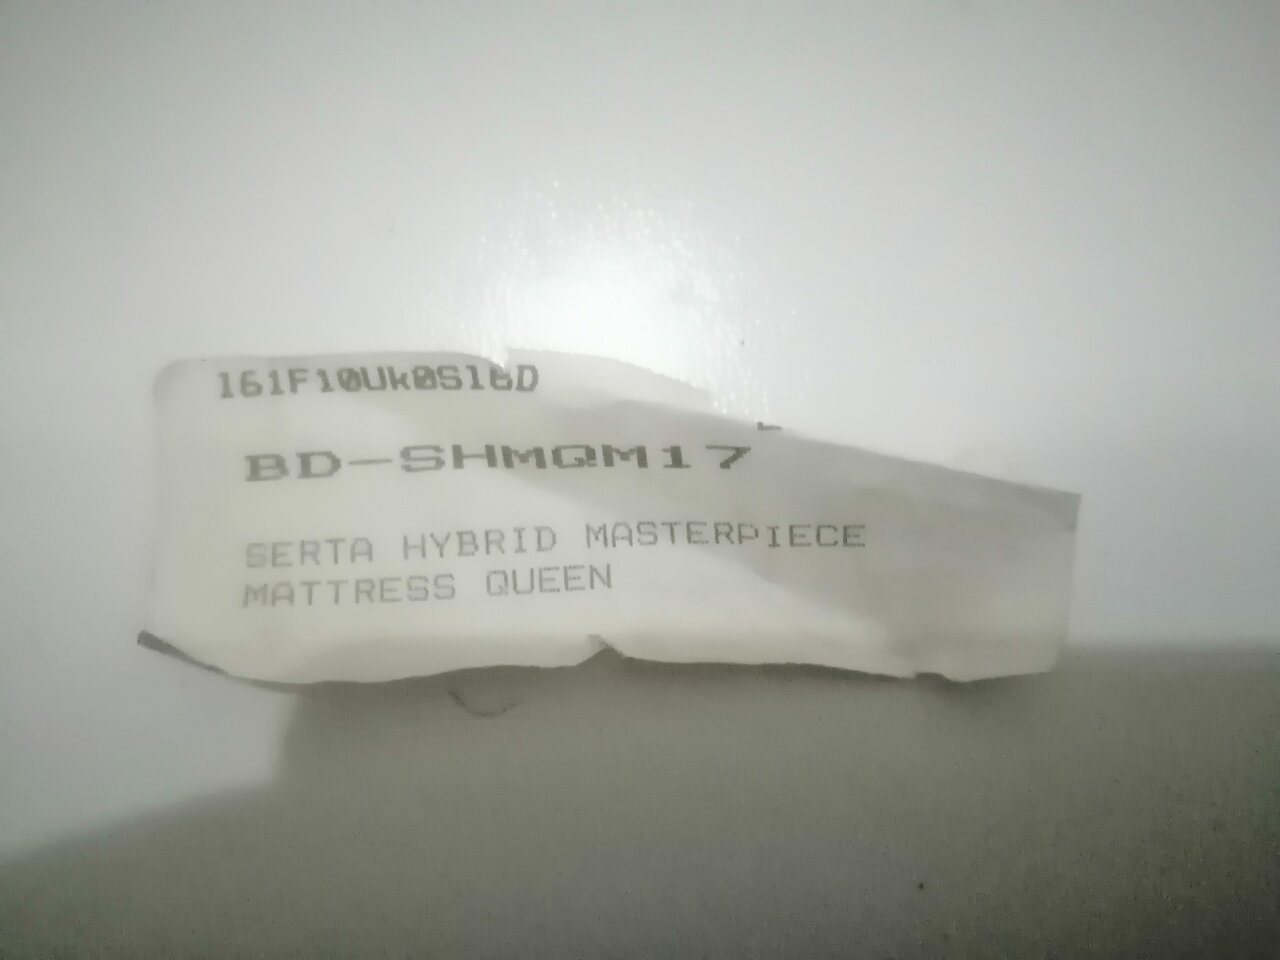 161F10Uk0S16D
BD-SHMQM17
SERTA HYBRID MASTERPIECE
MATTRESS QUEEN